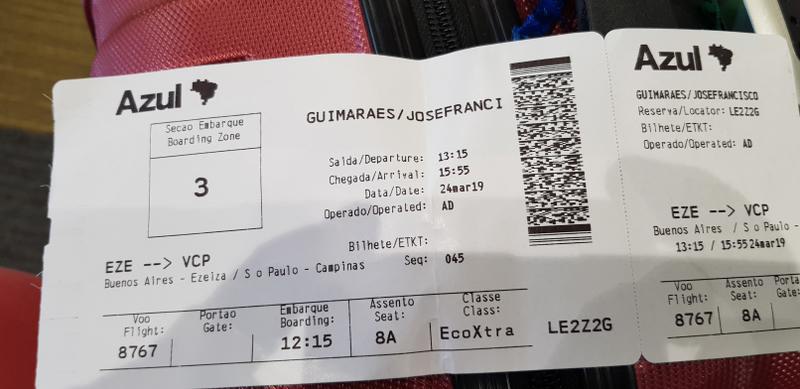 Azul
Secao Embarque
Boarding Zone
3
GUIMARAES/JOSEFRANCI
Saida/Departure: 13:15
Chegada/Arrival: 15:55
Data/Date: 24mar19
Operado/Operated: AD
Bilhete/ETKT:
EZE --> VCP
Buenos Aires - Ezeiza / S o Paulo - Campinas
Seq: 045
Voo Flight: 8767
Portao Gate:
Embarque Boarding: 12:15
Assento Seat: 8A
Classe Class: EcoXtra
LE2Z2G
Azul
GUIMARAES/JOSEFRANCISCO
Reserva/Locator: LE2Z2G
Bilhete/ETKT:
Operado/Operated: AD
EZE --> VCP
Buenos Aires / S o Paulo -
13:15 / 15:55 24mar19
Voo Flight: 8767
Assento Seat: 8A
Porta
Gate: